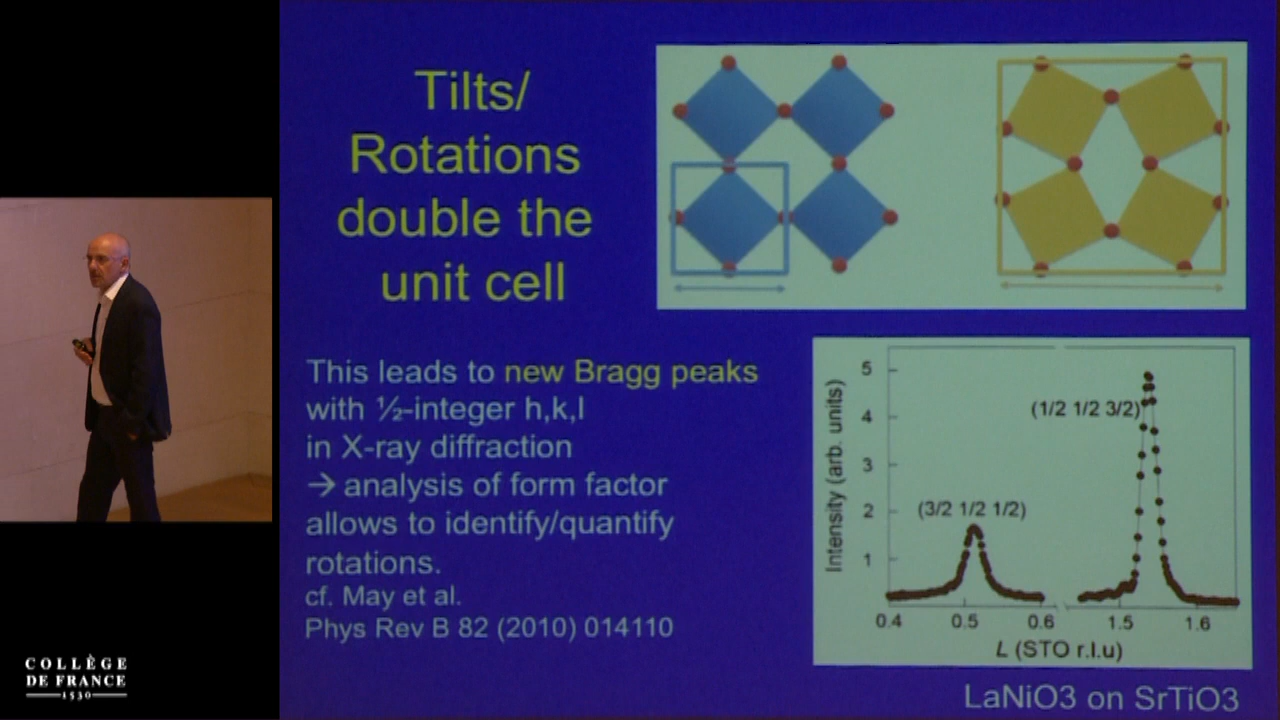 Tilts/
Rotations
double the
unit cell
This leads to new Bragg peaks
with ½-integer h,k,l
in X-ray diffraction
→ analysis of form factor
allows to identify/quantify
rotations.
cf. May et al.
Phys Rev B 82 (2010) 014110
Intensity (arb. units)
5
4
3
2
1
(1/2 1/2 3/2)
(3/2 1/2 1/2)
0.4 0.5 0.6 1.5 1.6
L (STO r.l.u)
LaNiO3 on SrTiO3
COLLÈGE
DE FRANCE
1530